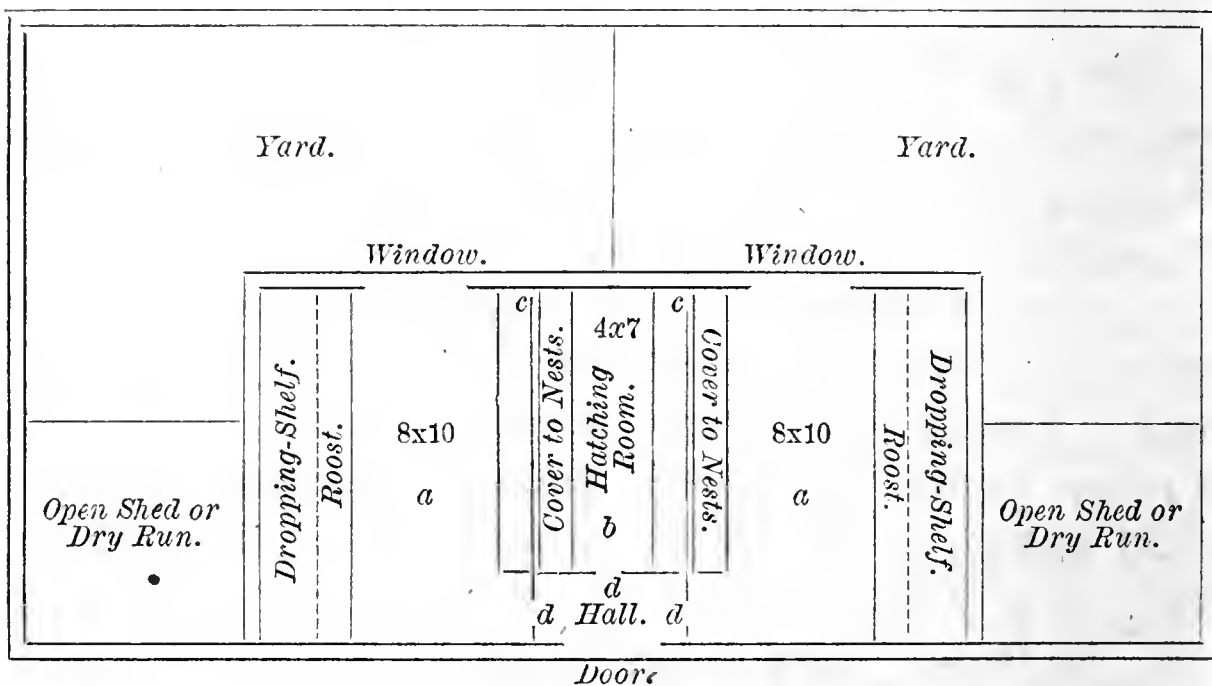 Yard.
Yard.
Window.
Window.
c
c
4x7
Hatching
Room.
b
Cover to Nests.
Cover to Nests.
Dropping-Shelf.
Roost.
8x10
a
8x10
a
Roost.
Dropping-Shelf.
Open Shed or
Dry Run.
Open Shed or
Dry Run.
d
d Hall. d